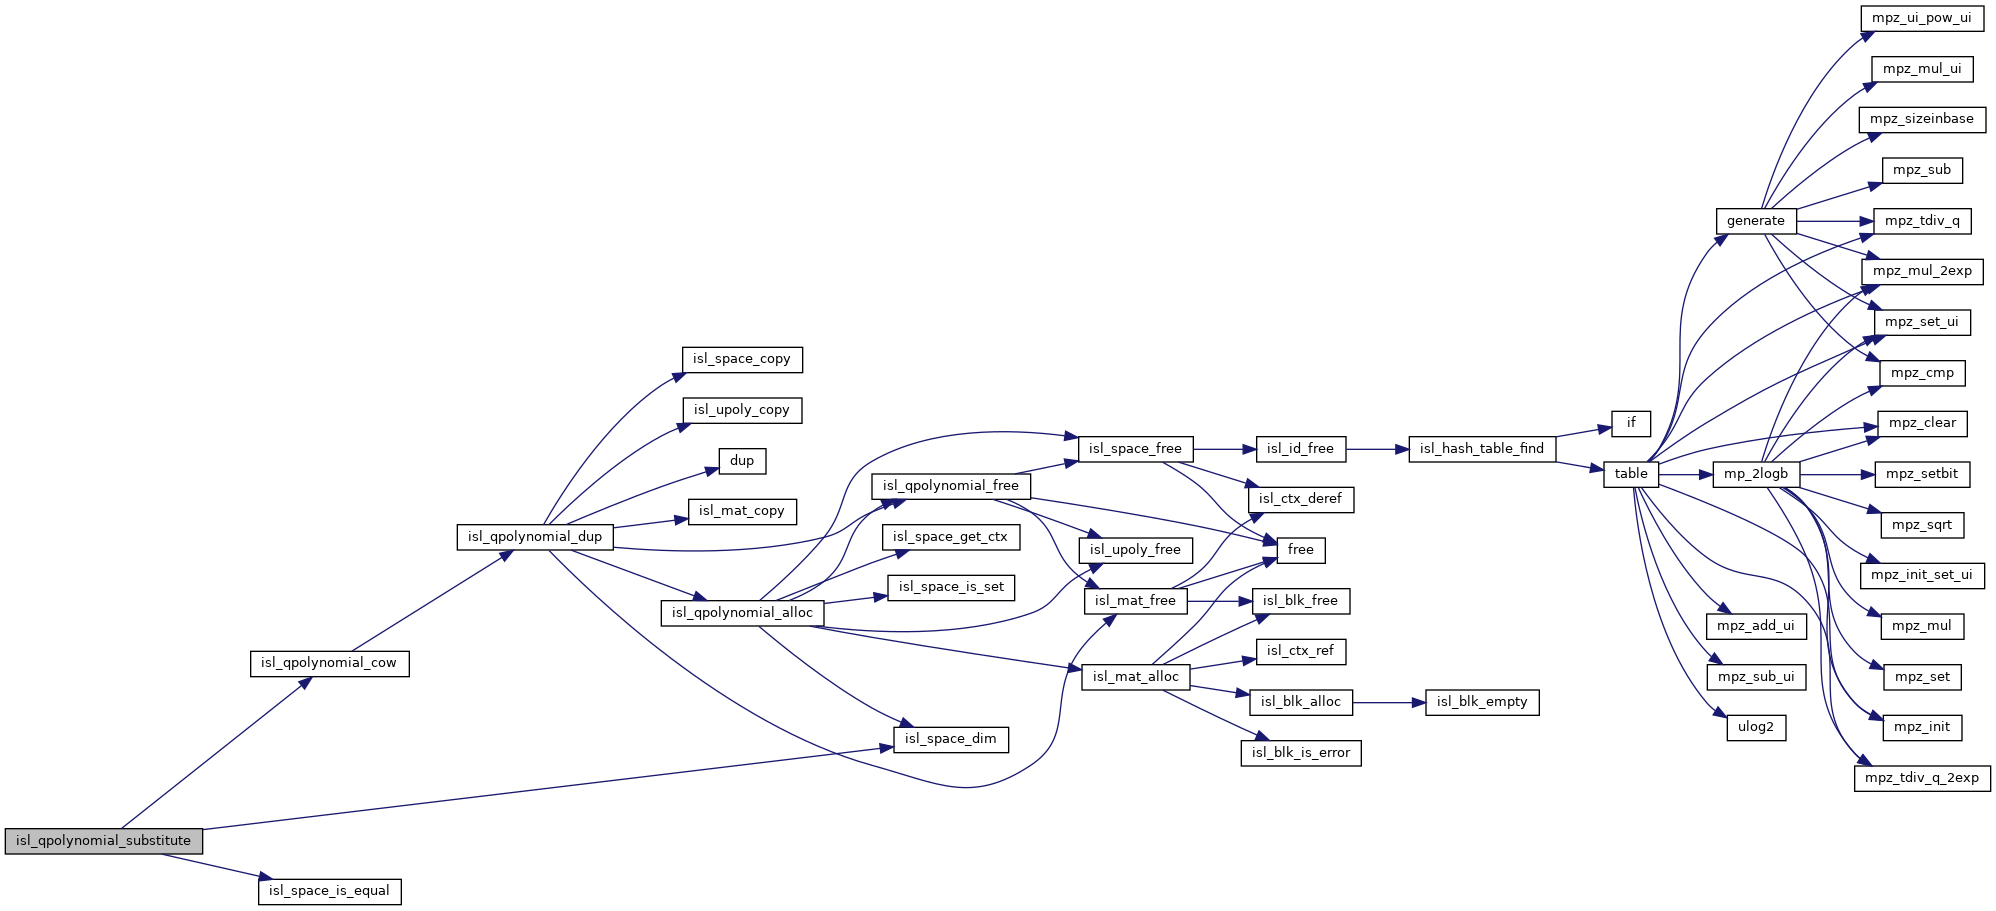 isl_qpolynomial_substitute
isl_qpolynomial_cow
isl_space_is_equal
isl_qpolynomial_dup
isl_space_copy
isl_upoly_copy
dup
isl_mat_copy
isl_qpolynomial_alloc
isl_qpolynomial_free
isl_space_get_ctx
isl_space_is_set
isl_space_dim
isl_space_free
isl_upoly_free
isl_mat_free
isl_mat_alloc
isl_id_free
isl_ctx_deref
free
isl_blk_free
isl_ctx_ref
isl_blk_alloc
isl_blk_is_error
isl_hash_table_find
isl_blk_empty
if
table
generate
mp_2logb
mpz_add_ui
mpz_sub_ui
ulog2
mpz_ui_pow_ui
mpz_mul_ui
mpz_sizeinbase
mpz_sub
mpz_tdiv_q
mpz_mul_2exp
mpz_set_ui
mpz_cmp
mpz_clear
mpz_setbit
mpz_sqrt
mpz_init_set_ui
mpz_mul
mpz_set
mpz_init
mpz_tdiv_q_2exp